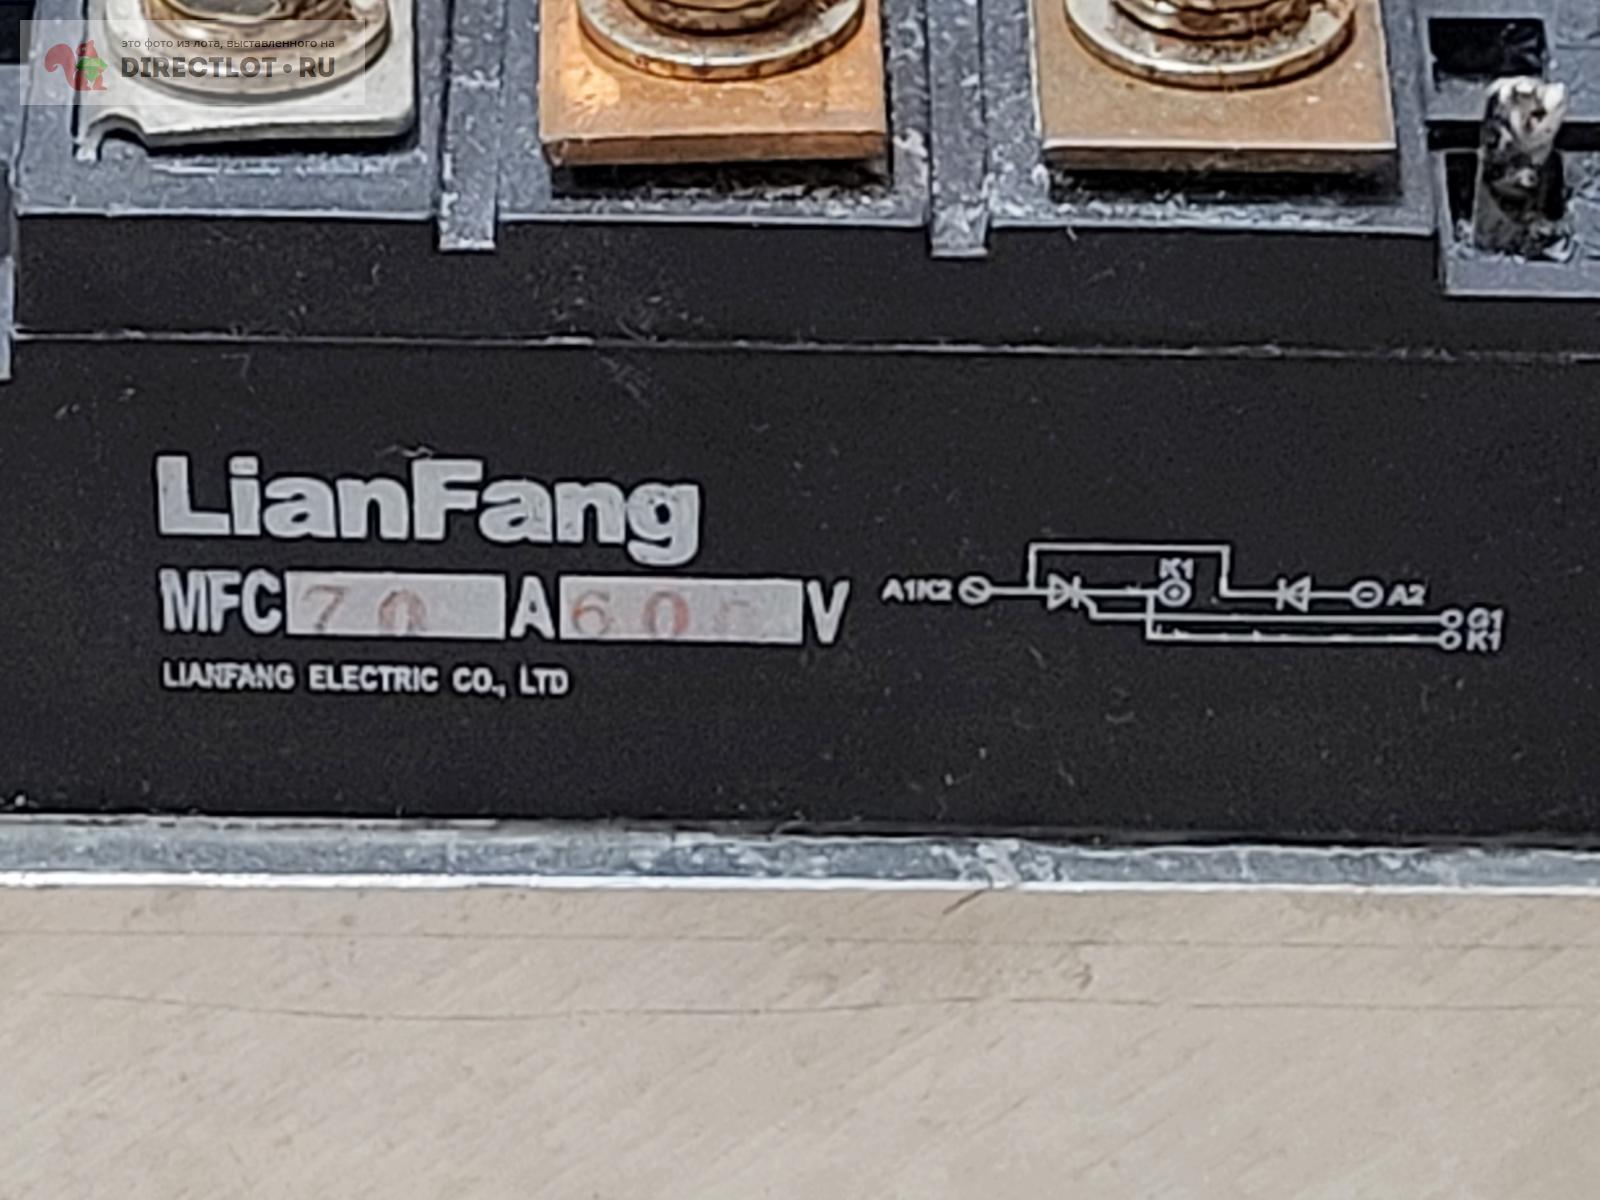 это фото из лота, выставленного на
DIRECTLOT • RU
LianFang
MFC 70 A 600 V
LIANFANG ELECTRIC CO., LTD
K1
A1K2
A2
G1
K1